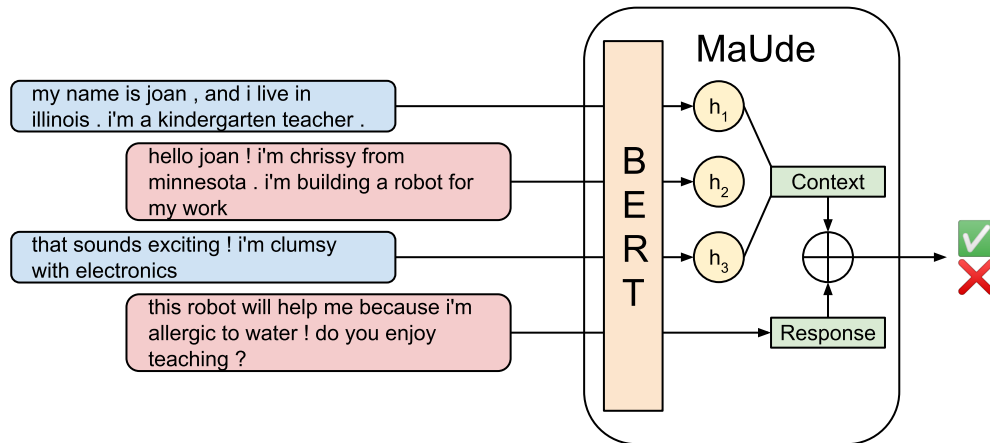 MaUde
my name is joan , and i live in
illinois . i'm a kindergarten teacher .
hello joan ! i'm chrissy from
minnesota . i'm building a robot for
my work
that sounds exciting ! i'm clumsy
with electronics
this robot will help me because i'm
allergic to water ! do you enjoy
teaching ?
B
E
R
T
h1
h2
h3
Context
Response